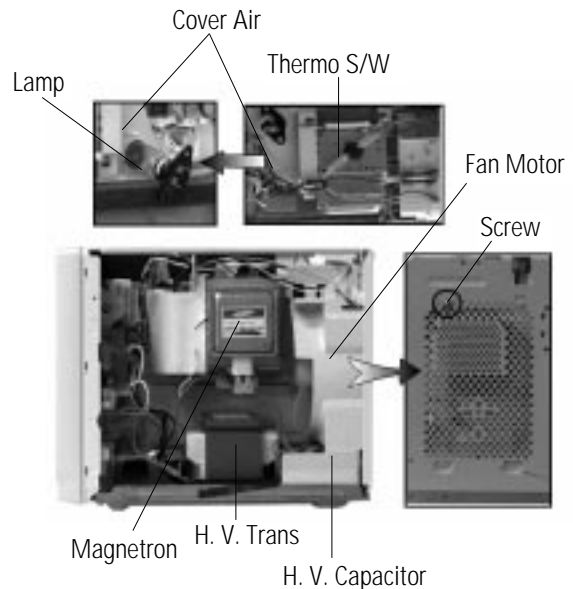 Cover Air
Thermo S/W
Lamp
Fan Motor
Screw
Magnetron
H. V. Trans
H. V. Capacitor